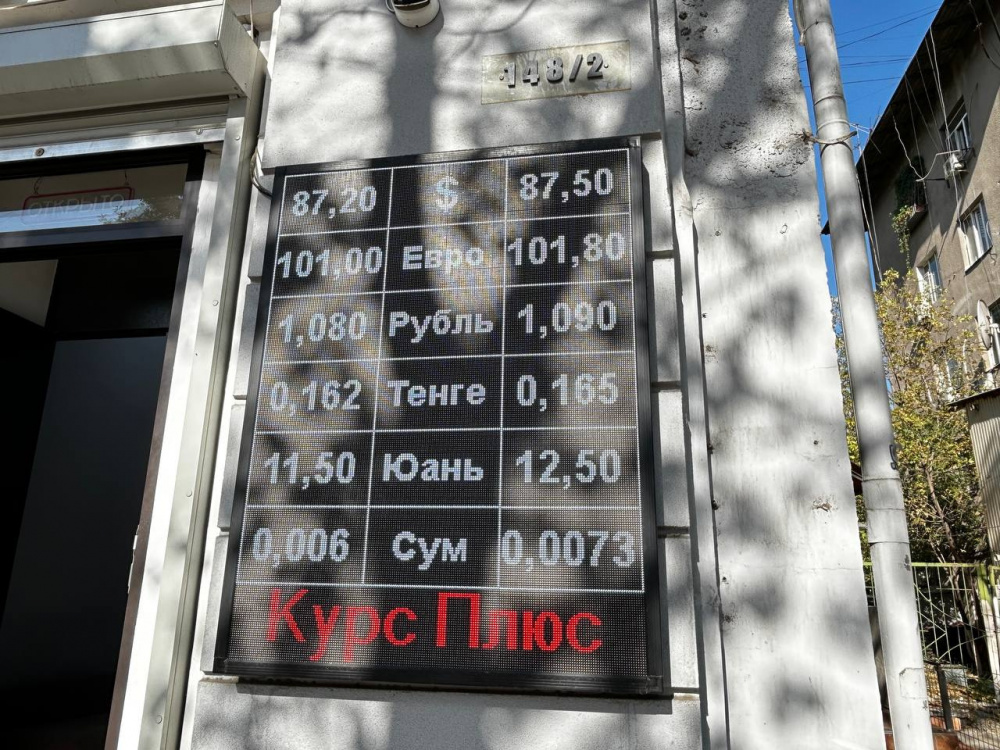 148/2
ОТКРЫТО
87,20 $ 87,50
101,00 Евро 101,80
1,080 Рубль 1,090
0,162 Тенге 0,165
11,50 Юань 12,50
0,006 Сум 0,0073
Курс Плюс